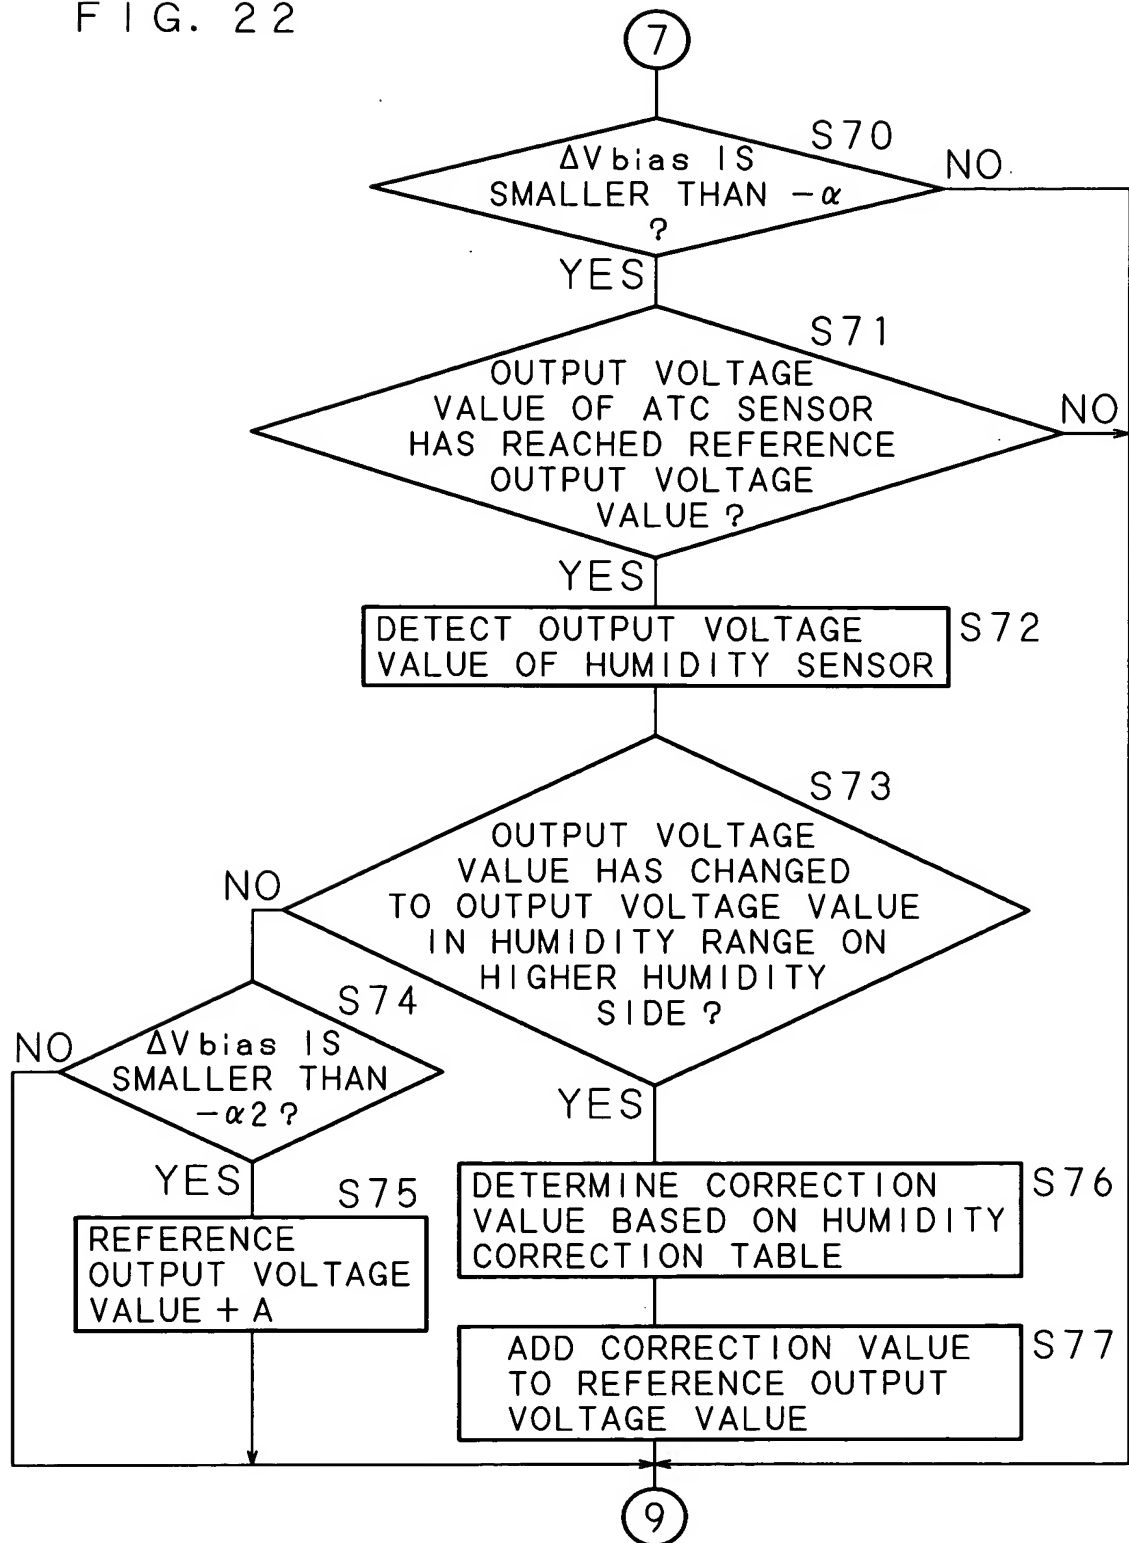 FIG. 22
7
S70
ΔVbias IS
SMALLER THAN -α
?
NO
YES
S71
OUTPUT VOLTAGE
VALUE OF ATC SENSOR
HAS REACHED REFERENCE
OUTPUT VOLTAGE
VALUE?
NO
YES
DETECT OUTPUT VOLTAGE
VALUE OF HUMIDITY SENSOR
S72
S73
OUTPUT VOLTAGE
VALUE HAS CHANGED
TO OUTPUT VOLTAGE VALUE
IN HUMIDITY RANGE ON
HIGHER HUMIDITY
SIDE?
NO
YES
S74
ΔVbias IS
SMALLER THAN
-α2?
NO
YES
S75
REFERENCE
OUTPUT VOLTAGE
VALUE+A
DETERMINE CORRECTION
VALUE BASED ON HUMIDITY
CORRECTION TABLE
S76
ADD CORRECTION VALUE
TO REFERENCE OUTPUT
VOLTAGE VALUE
S77
9